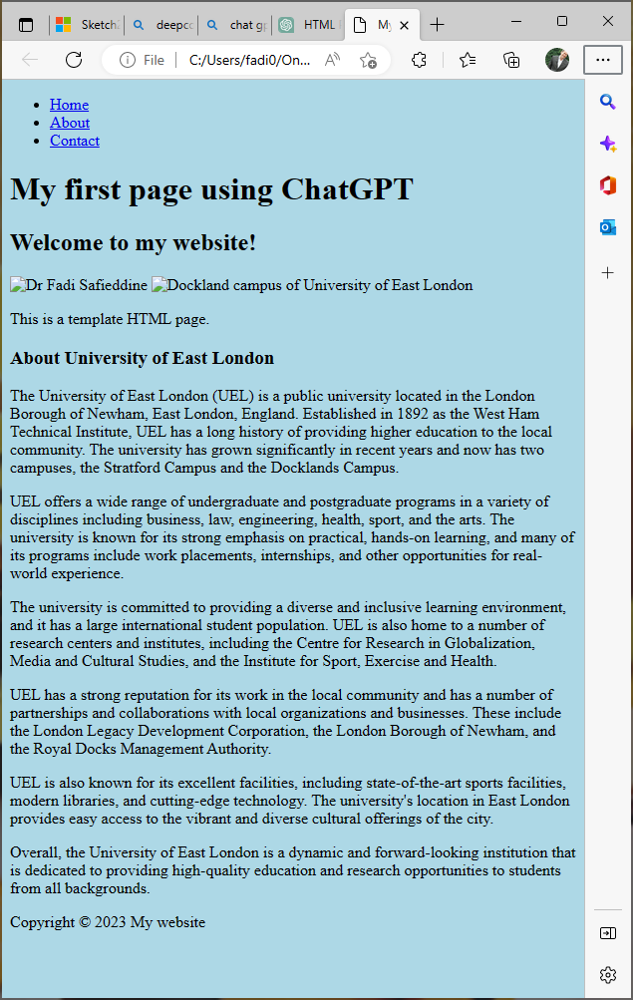 Sketch
deepcc
chat gp
HTML
My
File
C:/Users/fadi0/On...
Home
About
Contact
My first page using ChatGPT
Welcome to my website!
Dr Fadi Safieddine Dockland campus of University of East London
This is a template HTML page.
About University of East London
The University of East London (UEL) is a public university located in the London
Borough of Newham, East London, England. Established in 1892 as the West Ham
Technical Institute, UEL has a long history of providing higher education to the local
community. The university has grown significantly in recent years and now has two
campuses, the Stratford Campus and the Docklands Campus.
UEL offers a wide range of undergraduate and postgraduate programs in a variety of
disciplines including business, law, engineering, health, sport, and the arts. The
university is known for its strong emphasis on practical, hands-on learning, and many of
its programs include work placements, internships, and other opportunities for real-
world experience.
The university is committed to providing a diverse and inclusive learning environment,
and it has a large international student population. UEL is also home to a number of
research centers and institutes, including the Centre for Research in Globalization,
Media and Cultural Studies, and the Institute for Sport, Exercise and Health.
UEL has a strong reputation for its work in the local community and has a number of
partnerships and collaborations with local organizations and businesses. These include
the London Legacy Development Corporation, the London Borough of Newham, and
the Royal Docks Management Authority.
UEL is also known for its excellent facilities, including state-of-the-art sports facilities,
modern libraries, and cutting-edge technology. The university's location in East London
provides easy access to the vibrant and diverse cultural offerings of the city.
Overall, the University of East London is a dynamic and forward-looking institution that
is dedicated to providing high-quality education and research opportunities to students
from all backgrounds.
Copyright © 2023 My website